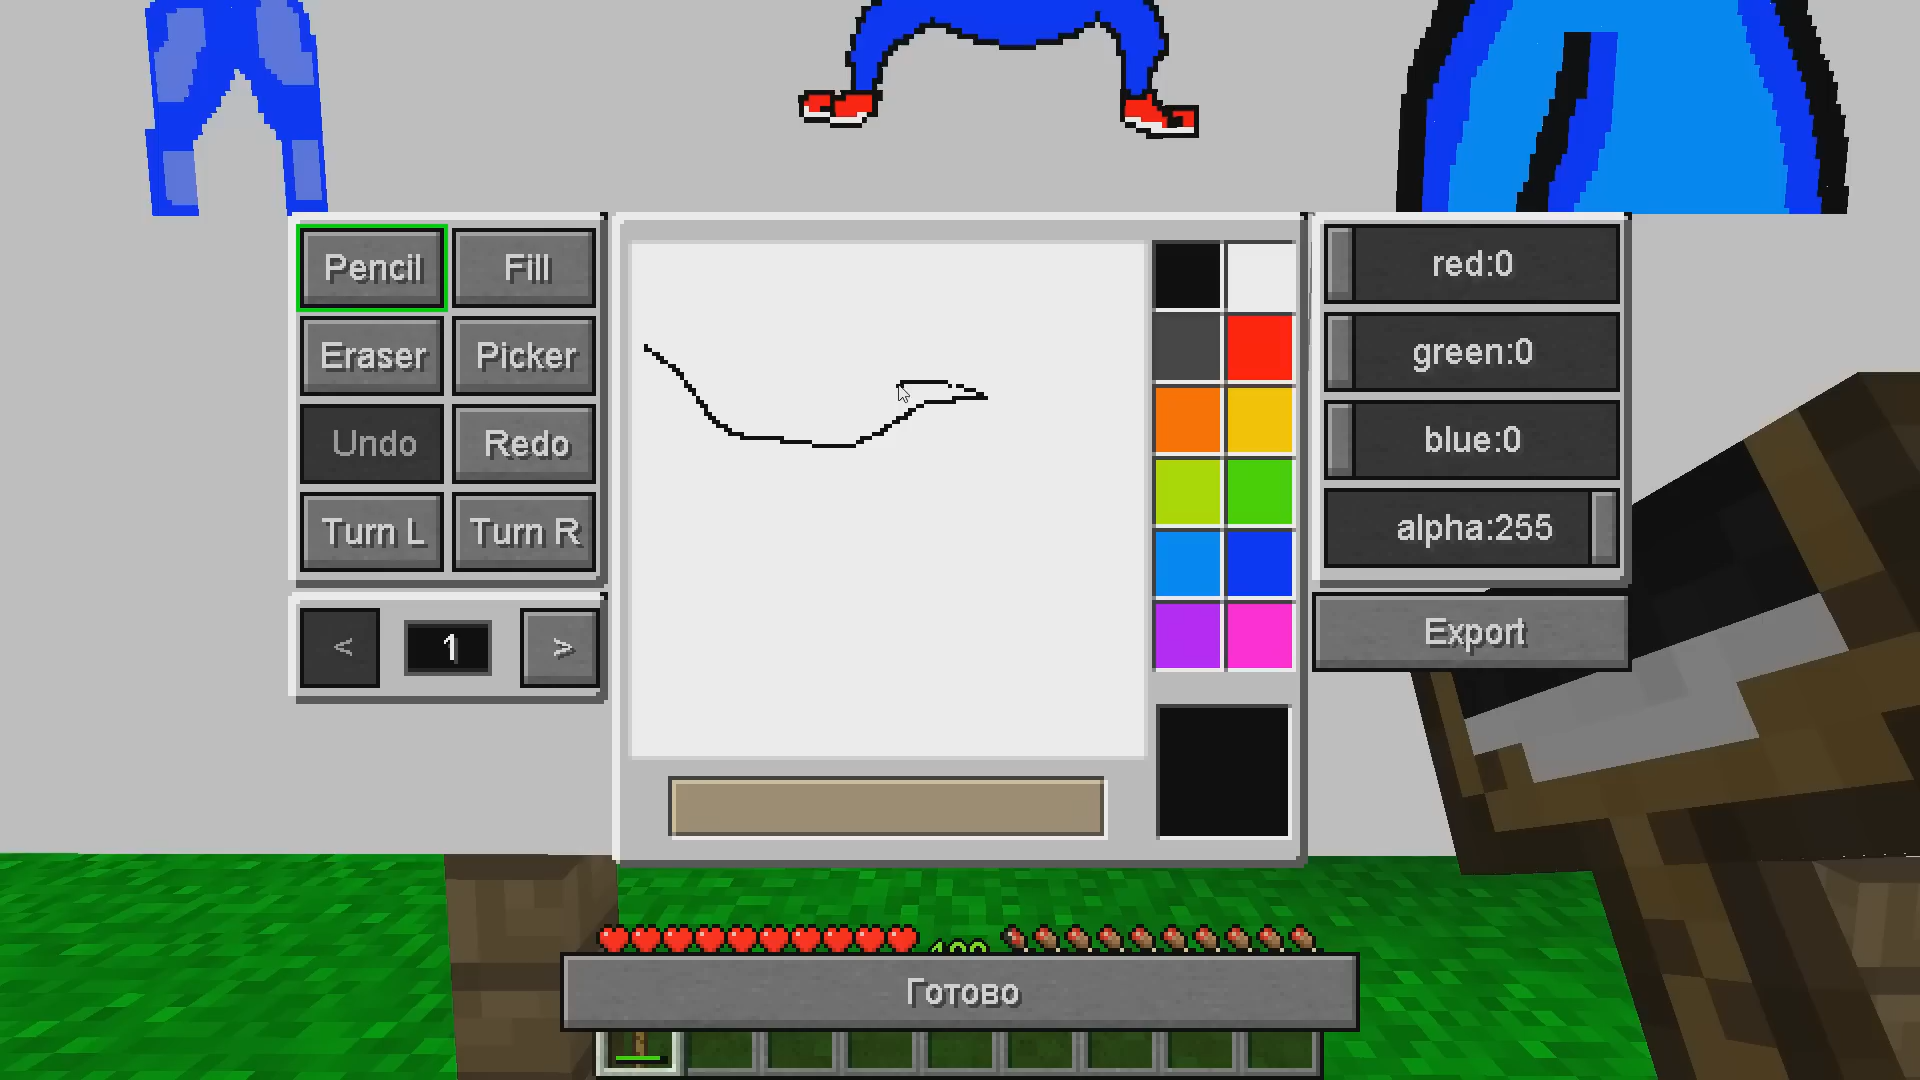 Pencil Fill
Eraser Picker
Undo Redo
Turn L Turn R
< 1 >
red:0
green:0
blue:0
alpha:255
Export
Готово